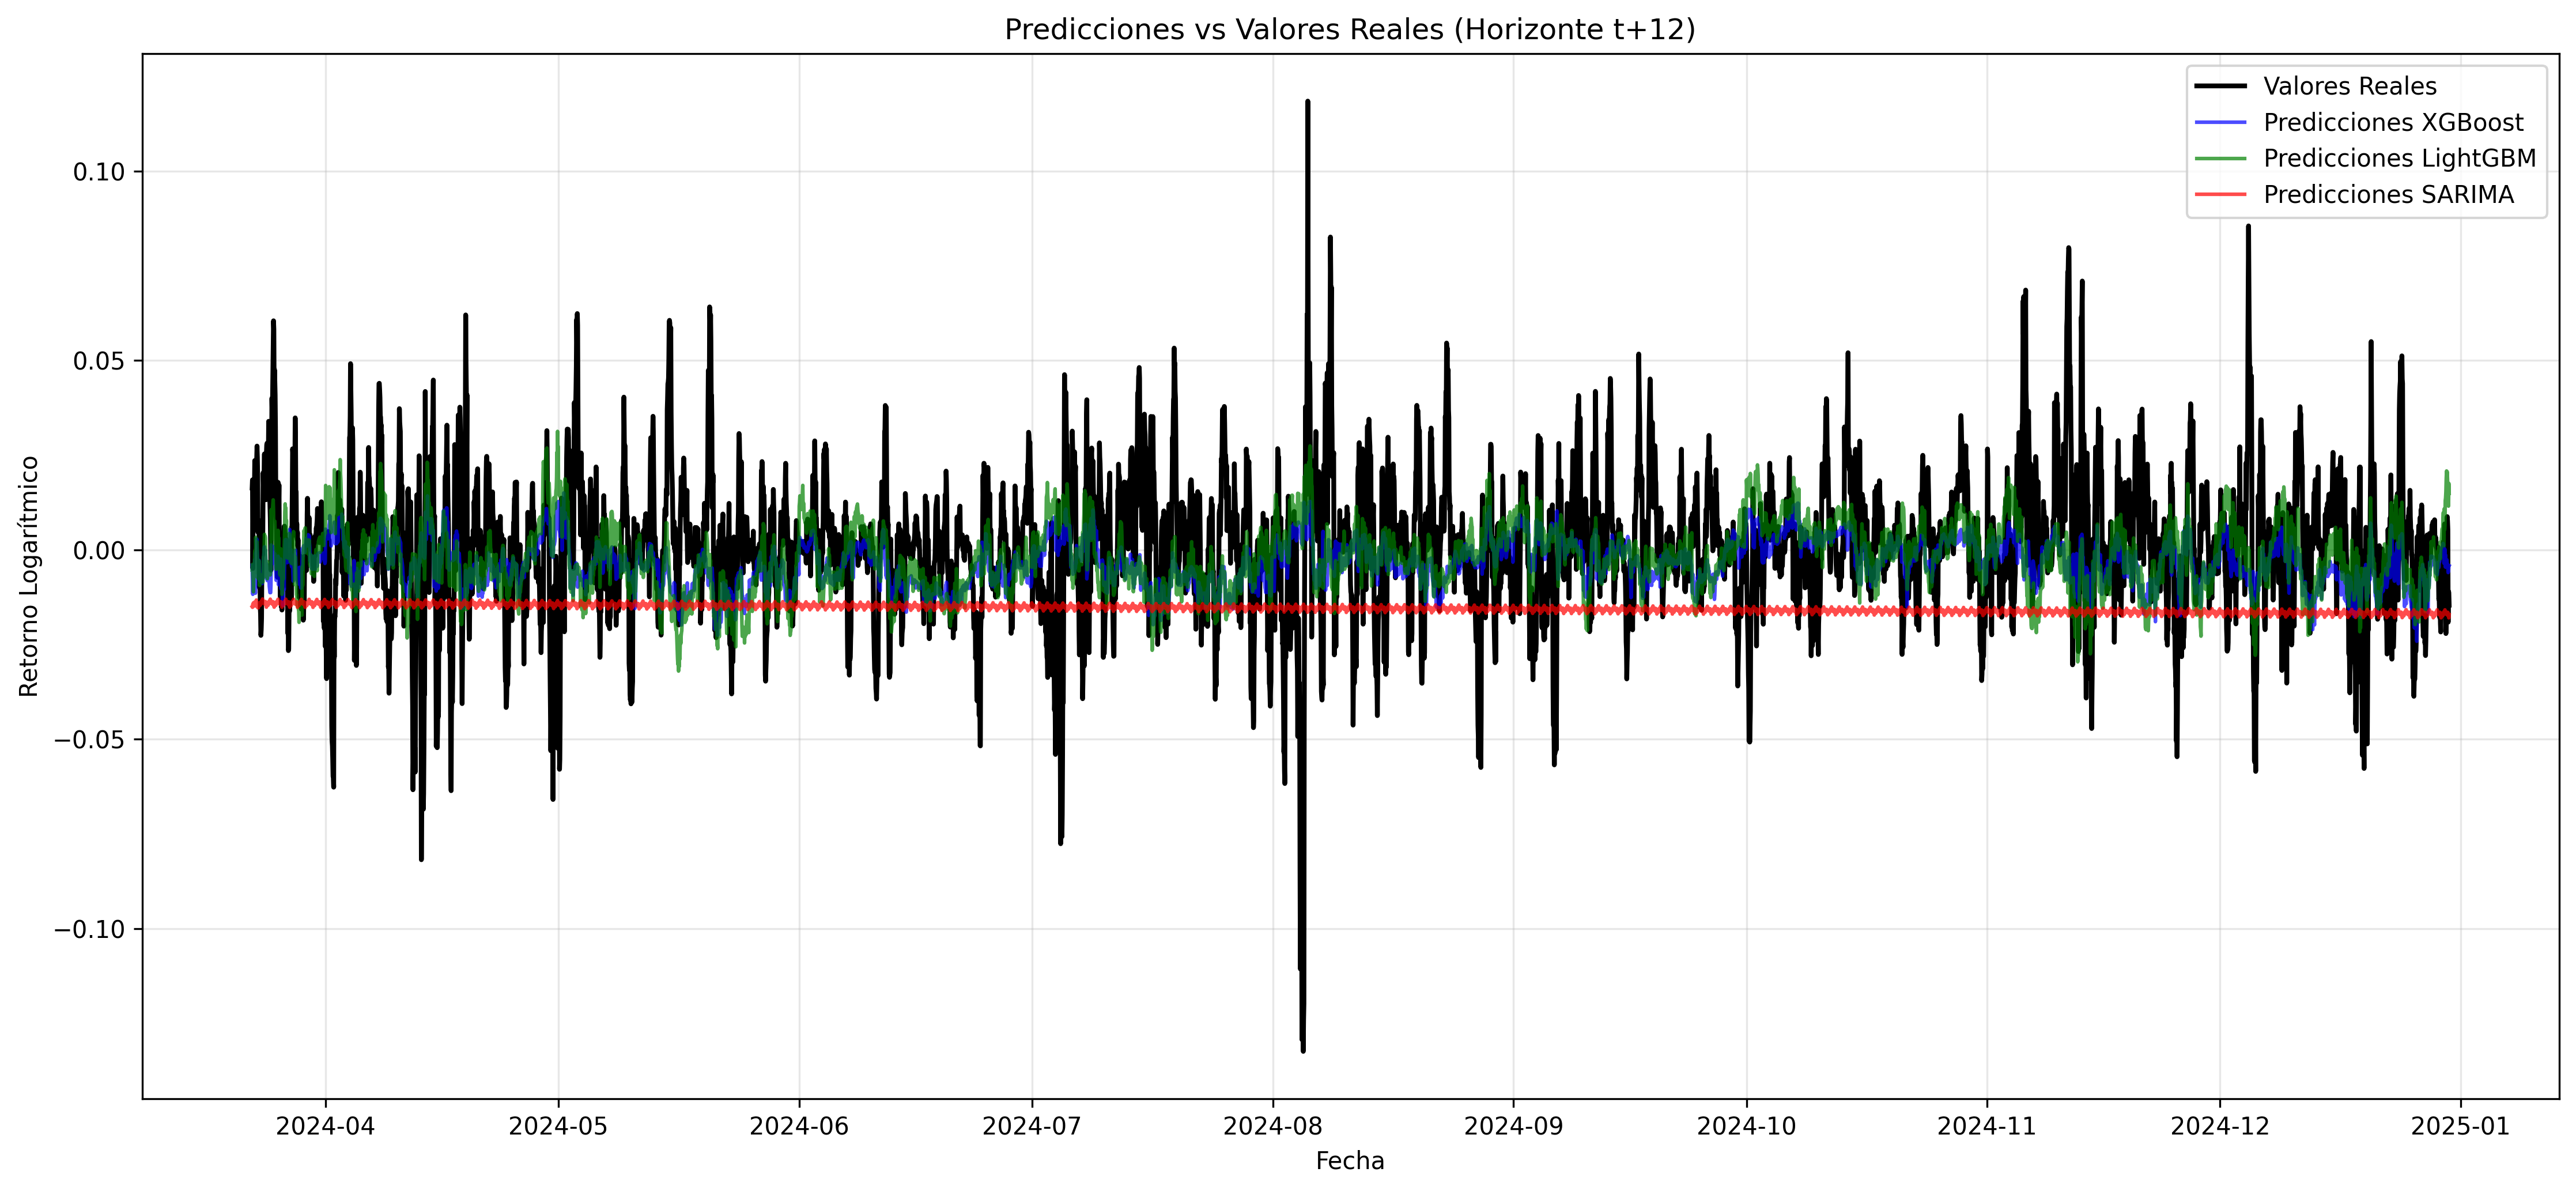 Predicciones vs Valores Reales (Horizonte t+12)
Valores Reales
Predicciones XGBoost
Predicciones LightGBM
Predicciones SARIMA
Retorno Logarítmico
0.10
0.05
0.00
−0.05
−0.10
2024-04
2024-05
2024-06
2024-07
2024-08
2024-09
2024-10
2024-11
2024-12
2025-01
Fecha